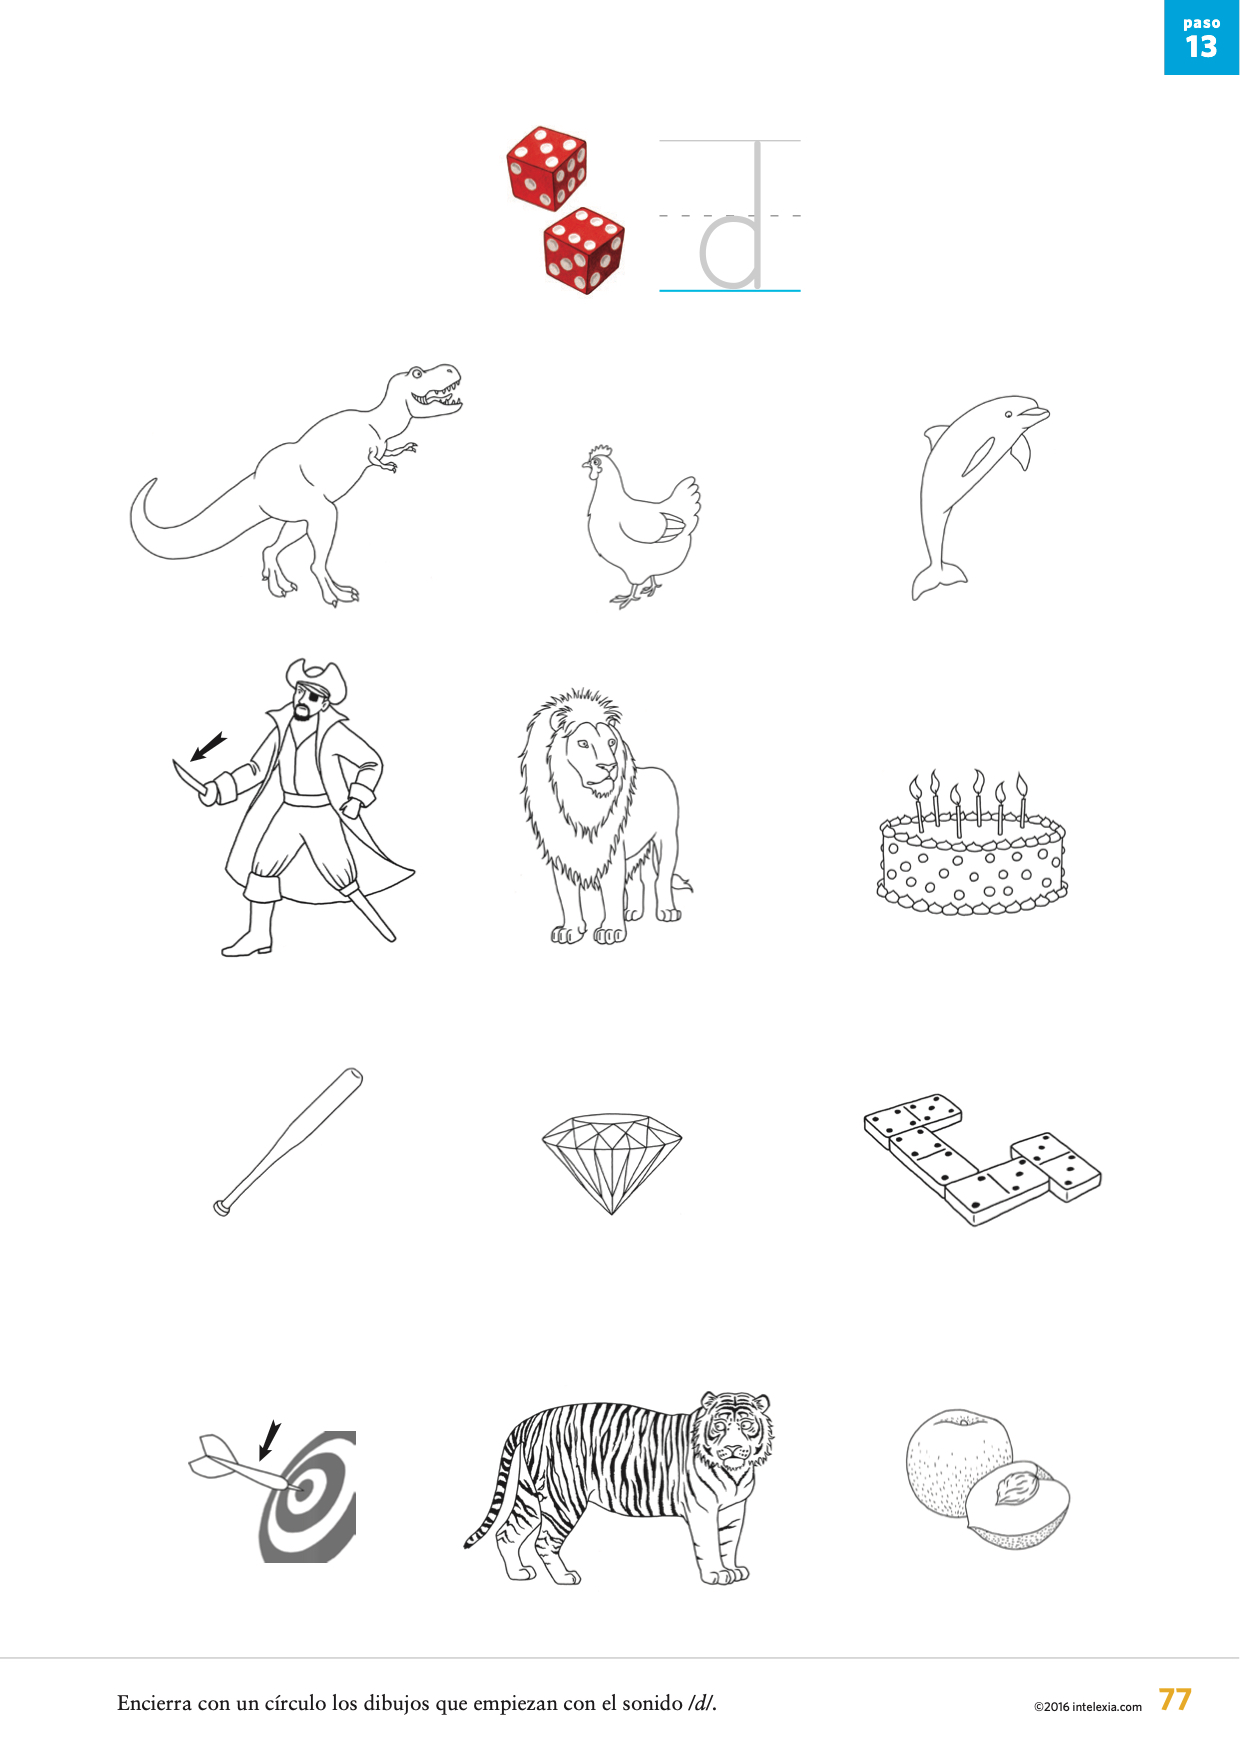 paso
13
d
Encierra con un círculo los dibujos que empiezan con el sonido /d/.
©2016 intelexia.com 77